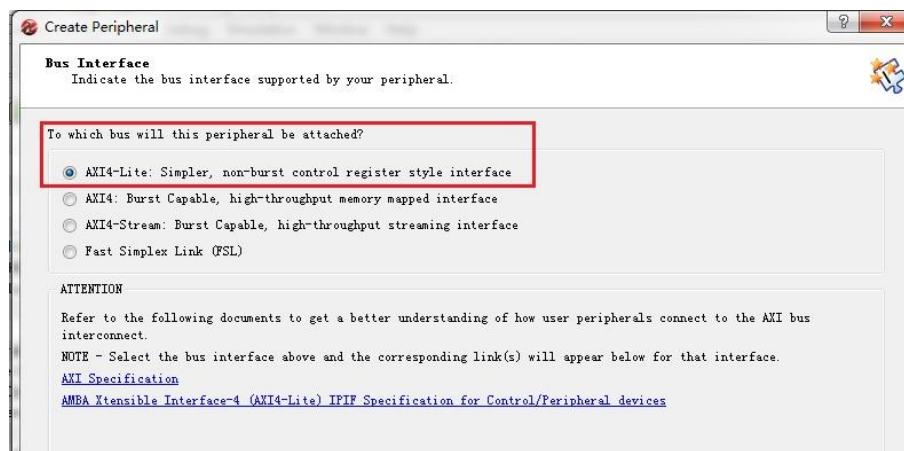 Create Peripheral
Bus Interface
Indicate the bus interface supported by your peripheral.
To which bus will this peripheral be attached?
AXI4-Lite: Simpler, non-burst control register style interface
AXI4: Burst Capable, high-throughput memory mapped interface
AXI4-Stream: Burst Capable, high-throughput streaming interface
Fast Simplex Link (FSL)
ATTENTION
Refer to the following documents to get a better understanding of how user peripherals connect to the AXI bus
interconnect.
NOTE - Select the bus interface above and the corresponding link(s) will appear below for that interface.
AXI Specification
AMBA Xtensible Interface-4 (AXI4-Lite) IPIF Specification for Control/Peripheral devices